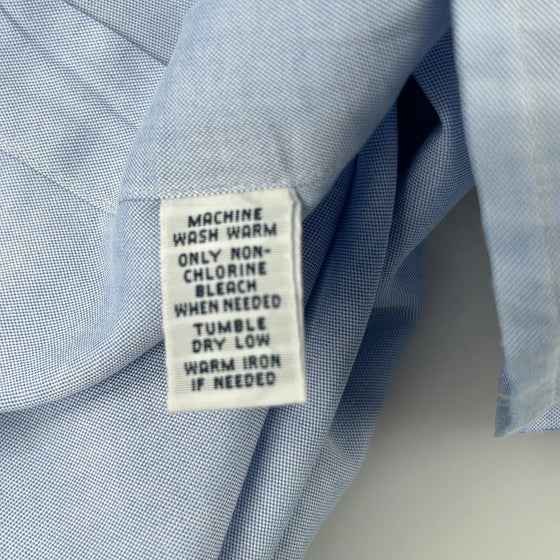 MACHINE
WASH WARM
ONLY NON-
CHLORINE
BLEACH
WHEN NEEDED
TUMBLE
DRY LOW
WARM IRON
IF NEEDED